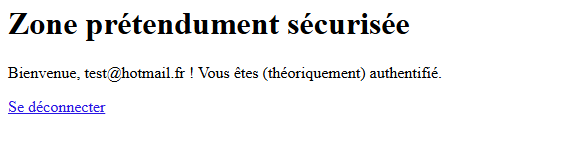 Zone prétendument sécurisée
Bienvenue, test@hotmail.fr ! Vous êtes (théoriquement) authentifié.
Se déconnecter